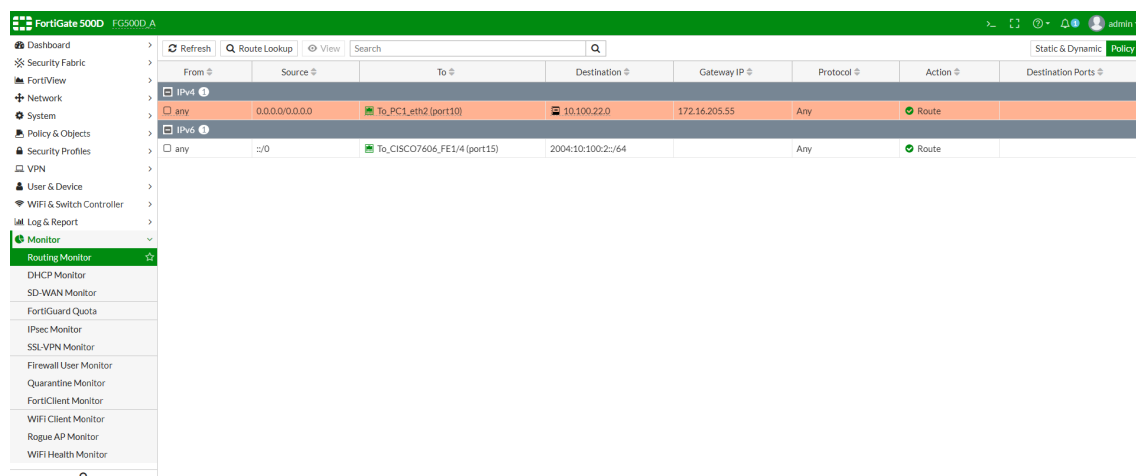 FortiGate 500D FG500D_A >_ 1 admin
Dashboard
Security Fabric
FortiView
Network
System
Policy & Objects
Security Profiles
VPN
User & Device
WiFi & Switch Controller
Log & Report
Monitor
Routing Monitor
DHCP Monitor
SD-WAN Monitor
FortiGuard Quota
IPsec Monitor
SSL-VPN Monitor
Firewall User Monitor
Quarantine Monitor
FortiClient Monitor
WiFi Client Monitor
Rogue AP Monitor
WiFi Health Monitor
Refresh Route Lookup View Search Static & Dynamic Policy
From Source To Destination Gateway IP Protocol Action Destination Ports
IPv4 1
any 0.0.0.0/0.0.0.0 To_PC1_eth2 (port10) 10.100.22.0 172.16.205.55 Any Route
IPv6 1
any ::/0 To_CISCO7606_FE1/4 (port15) 2004:10:100:2::/64 Any Route